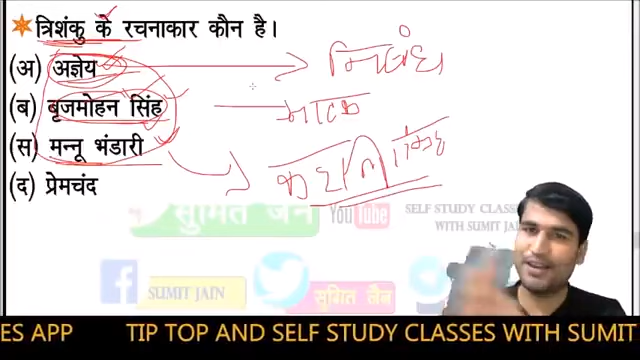 त्रिशंकु के रचनाकार कौन है।
(अ) अज्ञेय निबंध
(ब) बृजमोहन सिंह नाटक
(स) मन्नू भंडारी
(द) प्रेमचंद कहानी संग्रह
सुमित जैन YouTube SELF STUDY CLASSES
WITH SUMIT JAIN
SUMIT JAIN सुमित जैन
ES APP TIP TOP AND SELF STUDY CLASSES WITH SUMIT